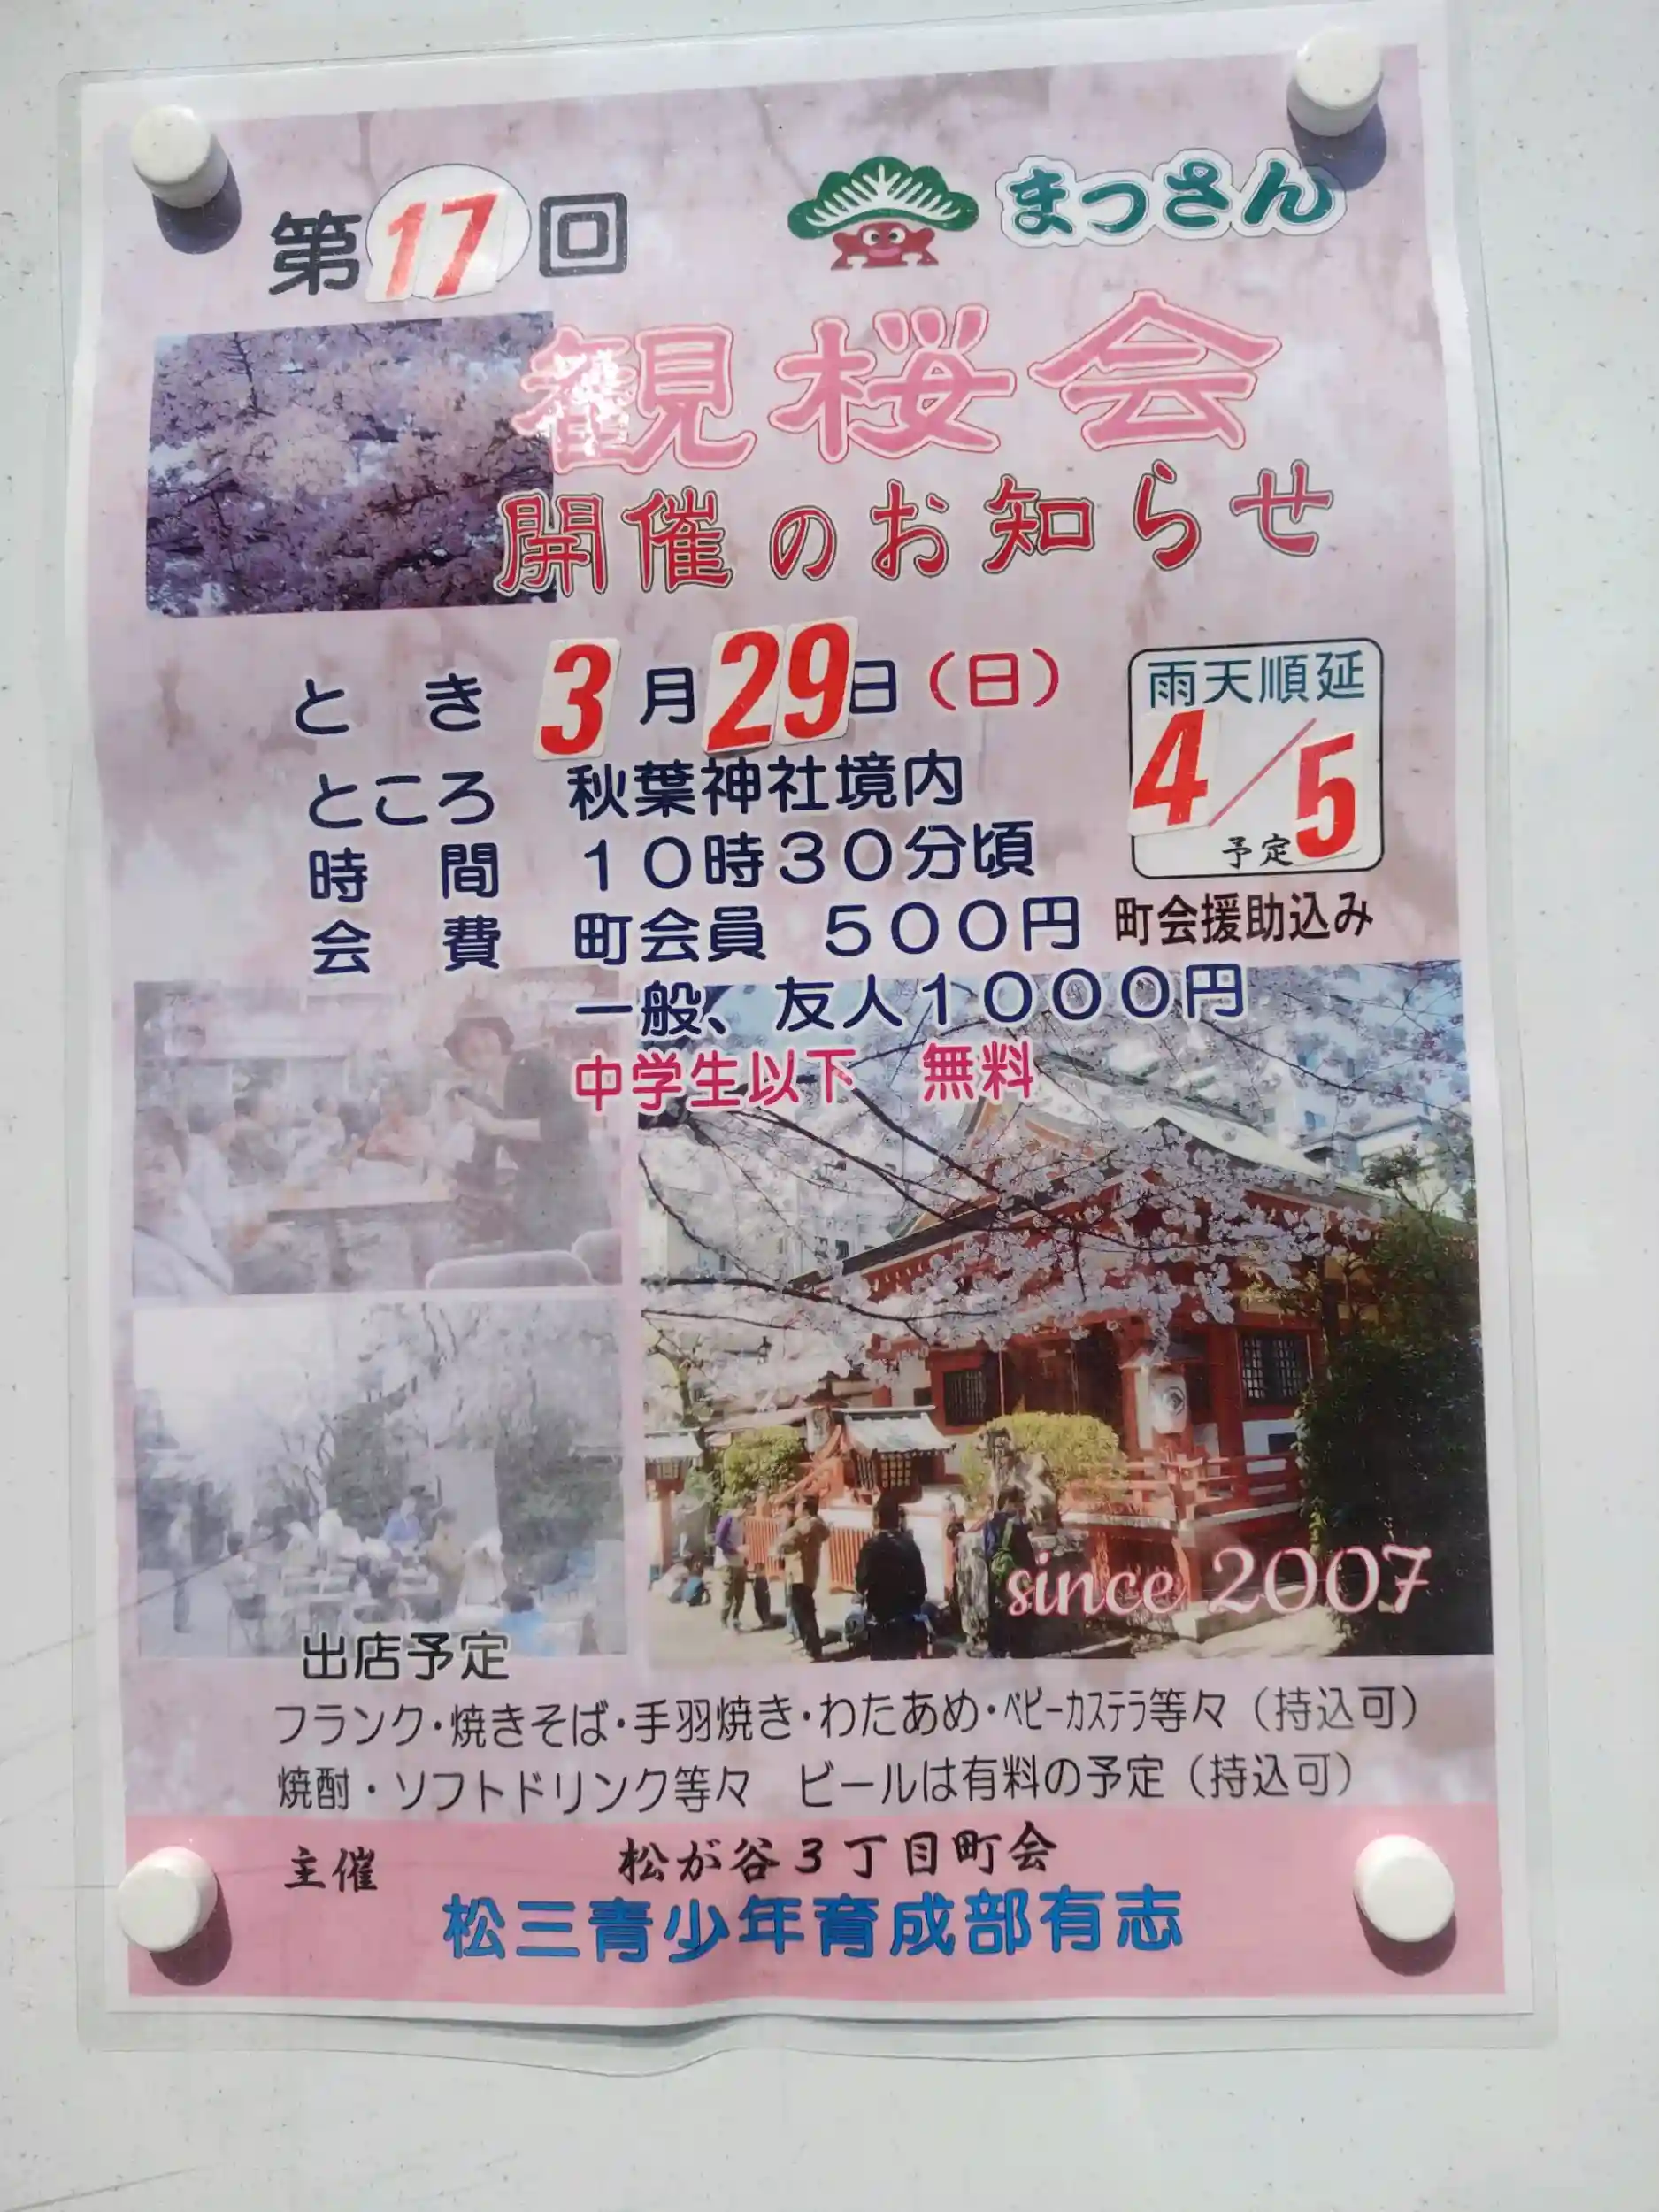 まっさん
第17回
観桜会
開催のお知らせ
とき 3月29日(日)
雨天順延
4/5
予定
ところ 秋葉神社境内
時間 10時30分頃
会費 町会員 500円 町会援助込み
一般、友人1000円
中学生以下 無料
since 2007
出店予定
フランク・焼きそば・手羽焼き・わたあめ・ベビーカステラ等々(持込可)
焼酎・ソフトドリンク等々 ビールは有料の予定(持込可)
主催 松が谷3丁目町会
松三青少年育成部有志